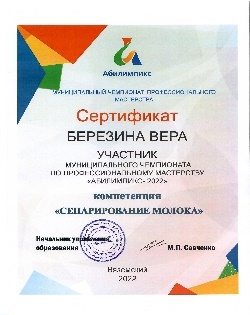 Абилимпикс
МУНИЦИПАЛЬНЫЙ ЧЕМПИОНАТ ПРОФЕССИОНАЛЬНОГО
МАСТЕРСТВА
Сертификат
БЕРЕЗИНА ВЕРА
УЧАСТНИК
МУНИЦИПАЛЬНОГО ЧЕМПИОНАТА
ПО ПРОФЕССИОНАЛЬНОМУ МАСТЕРСТВУ
«АБИЛИМПИКС- 2022»
компетенция
«СЕПАРИРОВАНИЕ МОЛОКА»
Начальник управления
образования
М.П. Савченко
Вяземский
2022